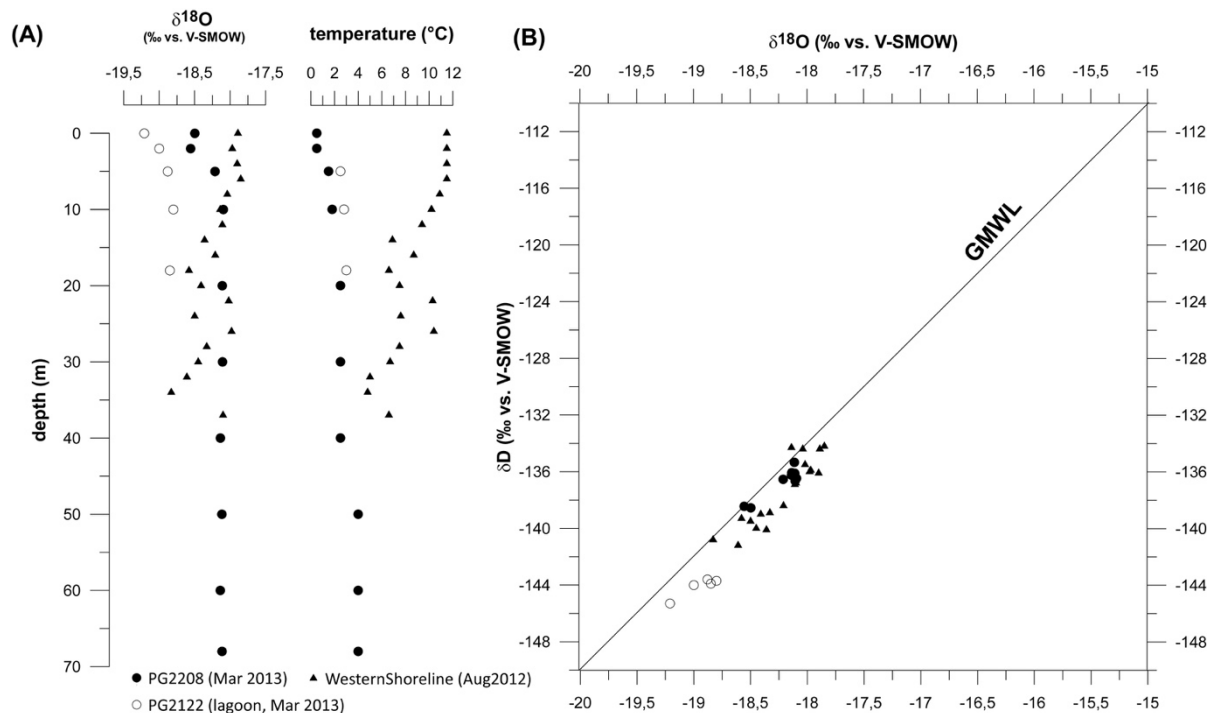 (A)
δ18O
(‰ vs. V-SMOW)
-19,5 -18,5 -17,5
temperature (°C)
0 2 4 6 8 10 12
depth (m)
0
10
20
30
40
50
60
70
PG2208 (Mar 2013)
WesternShoreline (Aug2012)
PG2122 (lagoon, Mar 2013)
(B)
δ18O (‰ vs. V-SMOW)
-20 -19,5 -19 -18,5 -18 -17,5 -17 -16,5 -16 -15,5 -15
δD (‰ vs. V-SMOW)
-112 -112
-116 -116
-120 -120
-124 -124
-128 -128
-132 -132
-136 -136
-140 -140
-144 -144
-148 -148
GMWL
-20 -19,5 -19 -18,5 -18 -17,5 -17 -16,5 -16 -15,5 -15